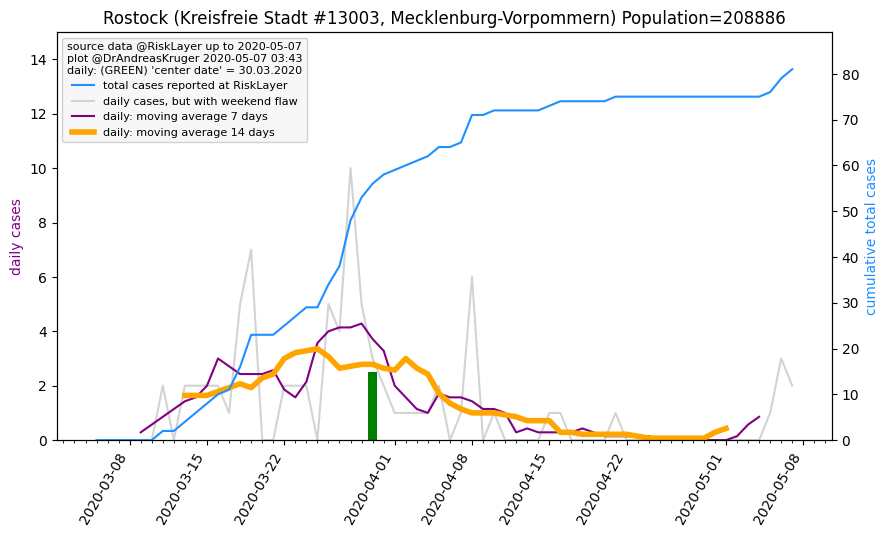 Rostock (Kreisfreie Stadt #13003, Mecklenburg-Vorpommern) Population=208886
source data @RiskLayer up to 2020-05-07
plot @DrAndreasKruger 2020-05-07 03:43
daily: (GREEN) 'center date' = 30.03.2020
total cases reported at RiskLayer
daily cases, but with weekend flaw
daily: moving average 7 days
daily: moving average 14 days
daily cases
14
12
10
8
6
4
2
0
cumulative total cases
80
70
60
50
40
30
20
10
0
2020-03-08
2020-03-15
2020-03-22
2020-04-01
2020-04-08
2020-04-15
2020-04-22
2020-05-01
2020-05-08